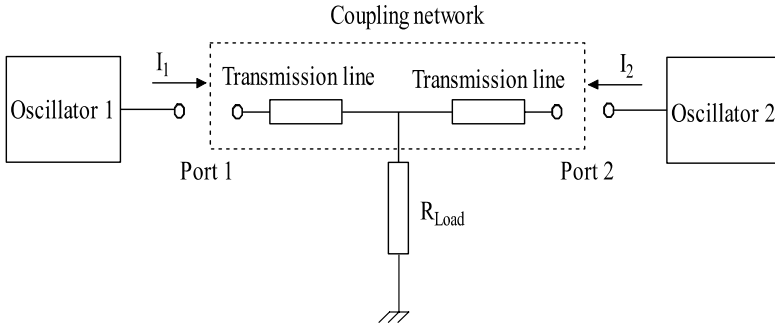 Coupling network
I1
I2
Transmission line
Transmission line
Oscillator 1
Oscillator 2
Port 1
Port 2
RLoad